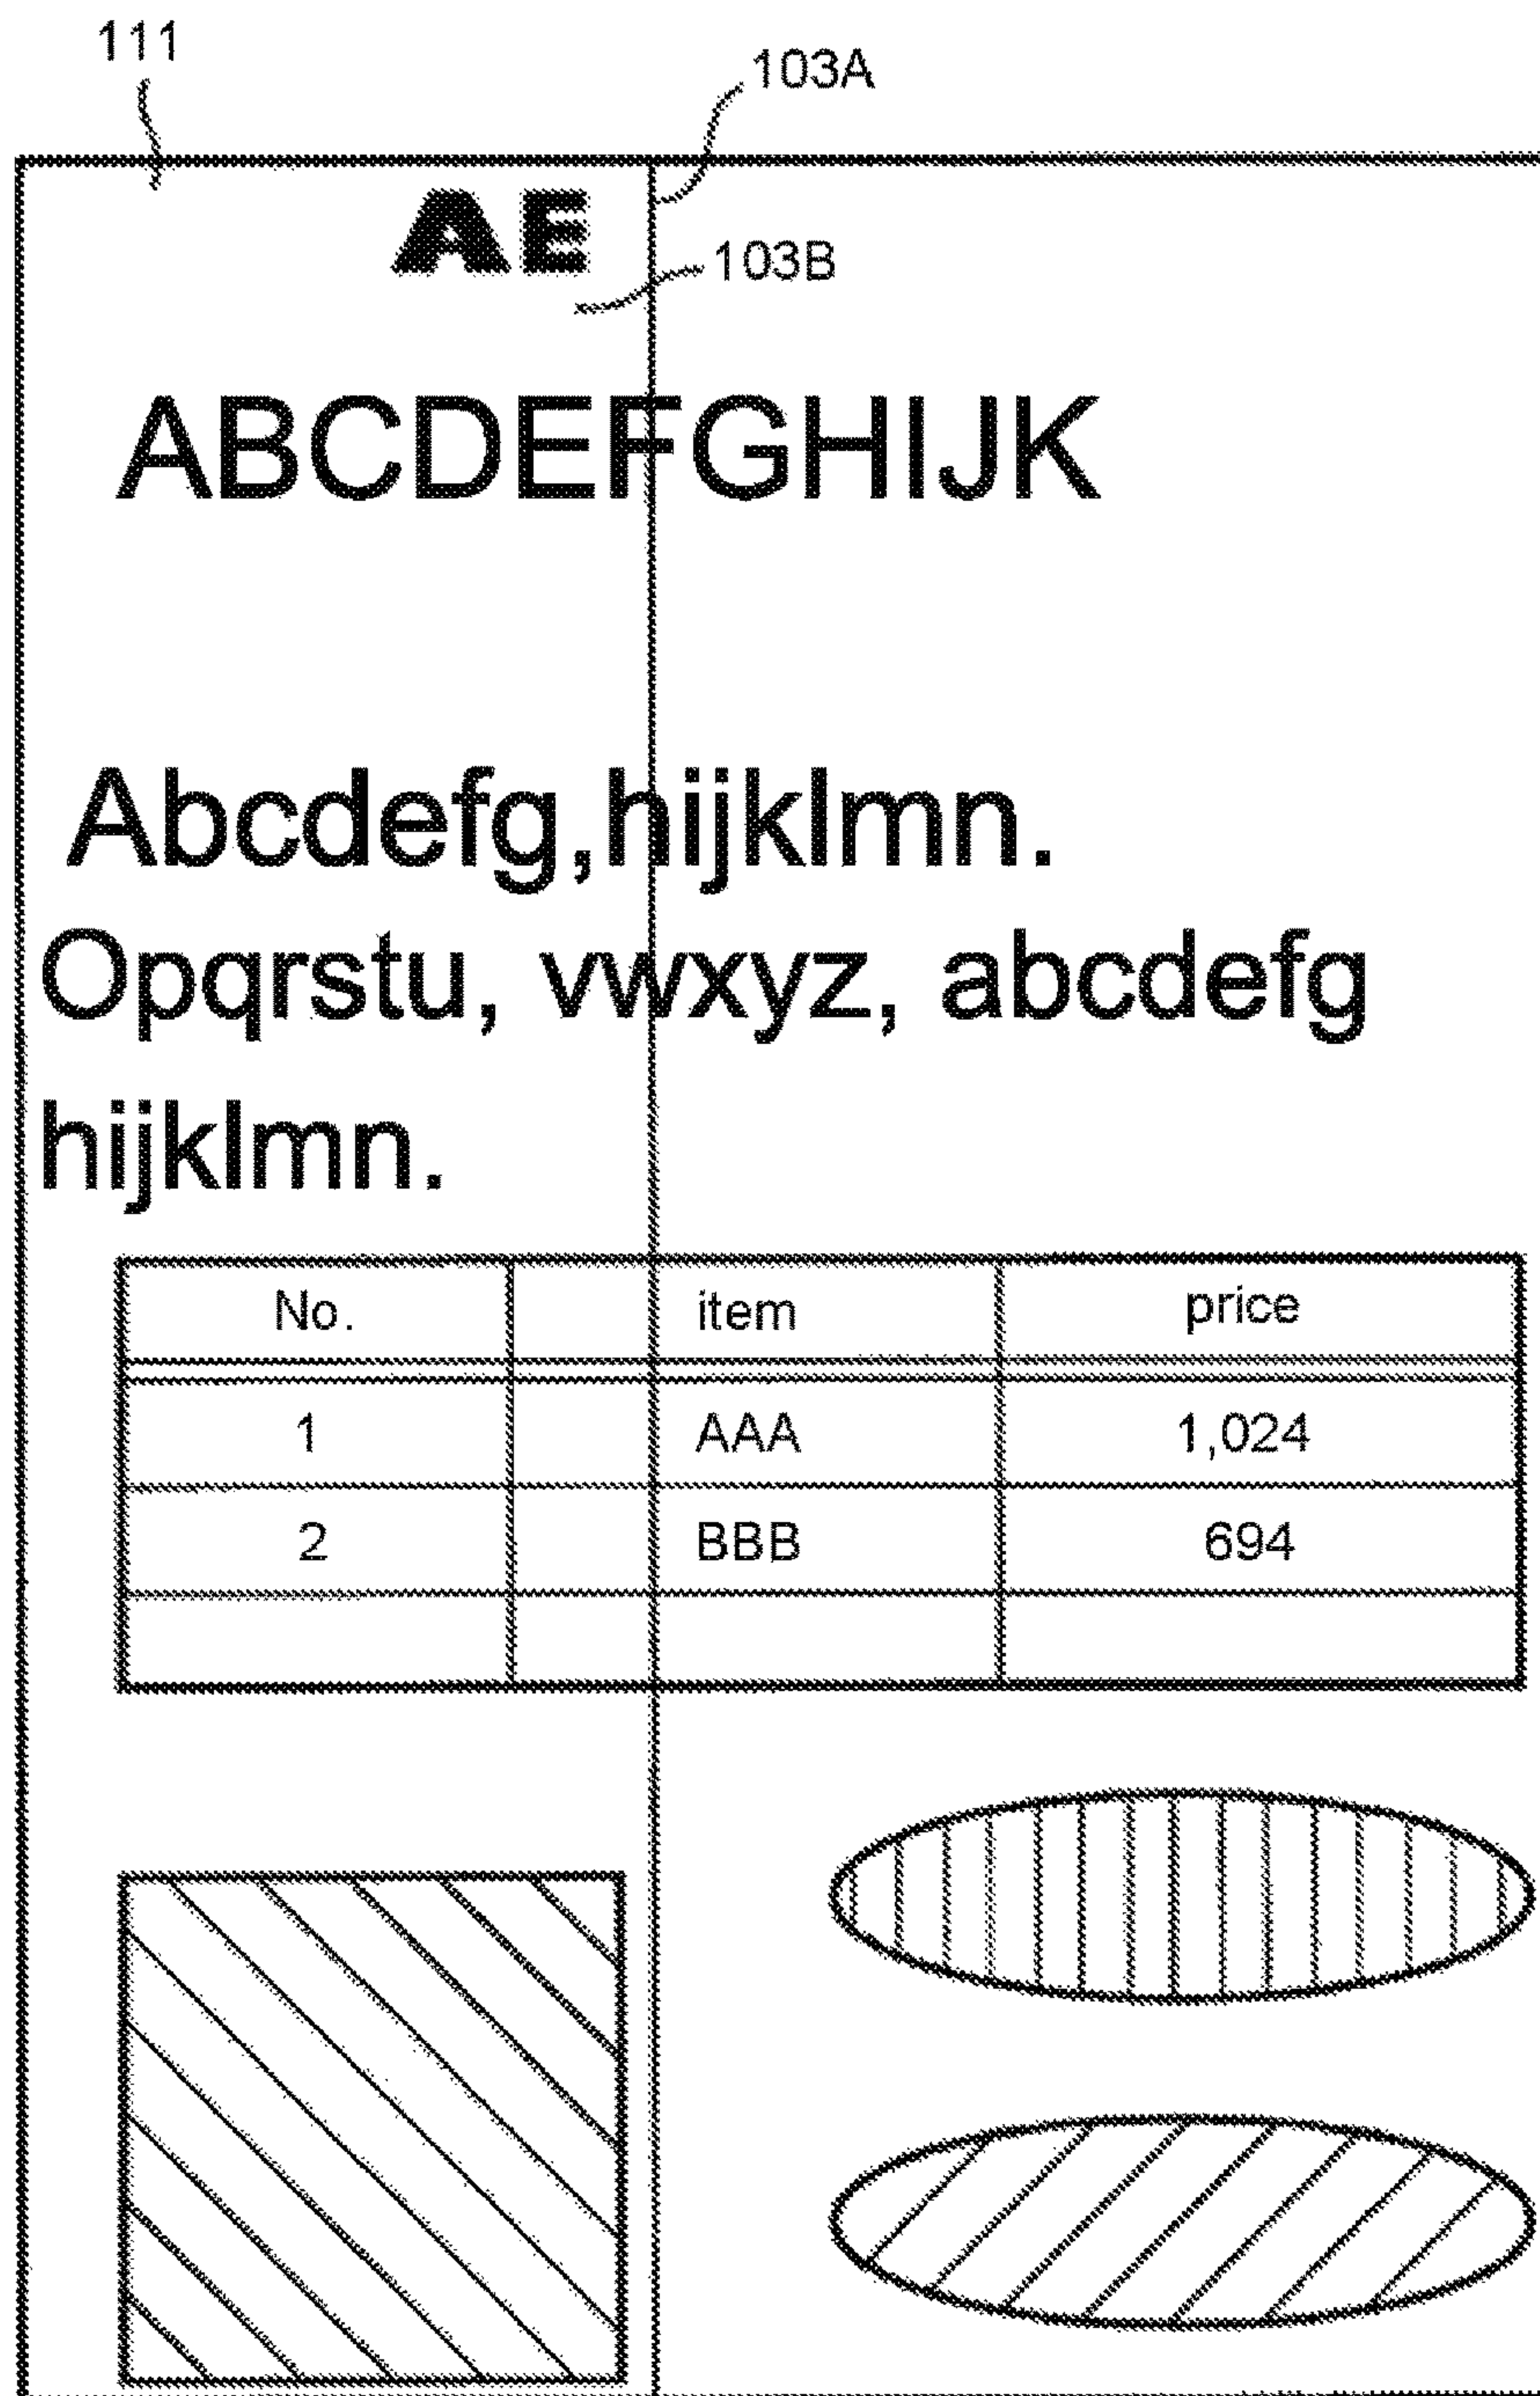 111
103A
AE
103B
ABCDEFGHIJK
Abcdefg,hijklmn.
Opqrstu, vwxyz, abcdefg
hijklmn.
No. item price
1 AAA 1,024
2 BBB 694